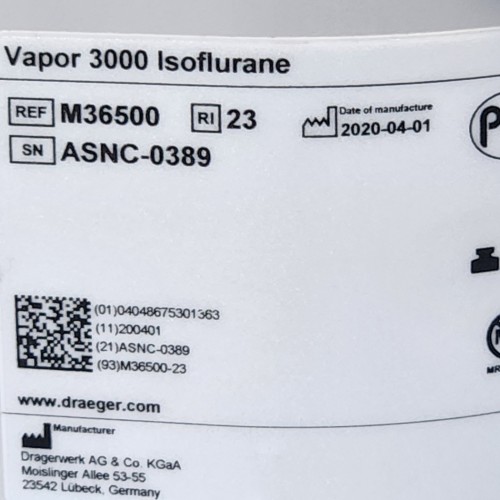 Vapor 3000 Isoflurane
REF M36500 RI 23 Date of manufacture 2020-04-01
SN ASNC-0389
(01)04048675301363
(11)200401
(21)ASNC-0389
(93)M36500-23
www.draeger.com
Manufacturer
Dragerwerk AG & Co. KGaA
Moislinger Allee 53-55
23542 Lübeck, Germany